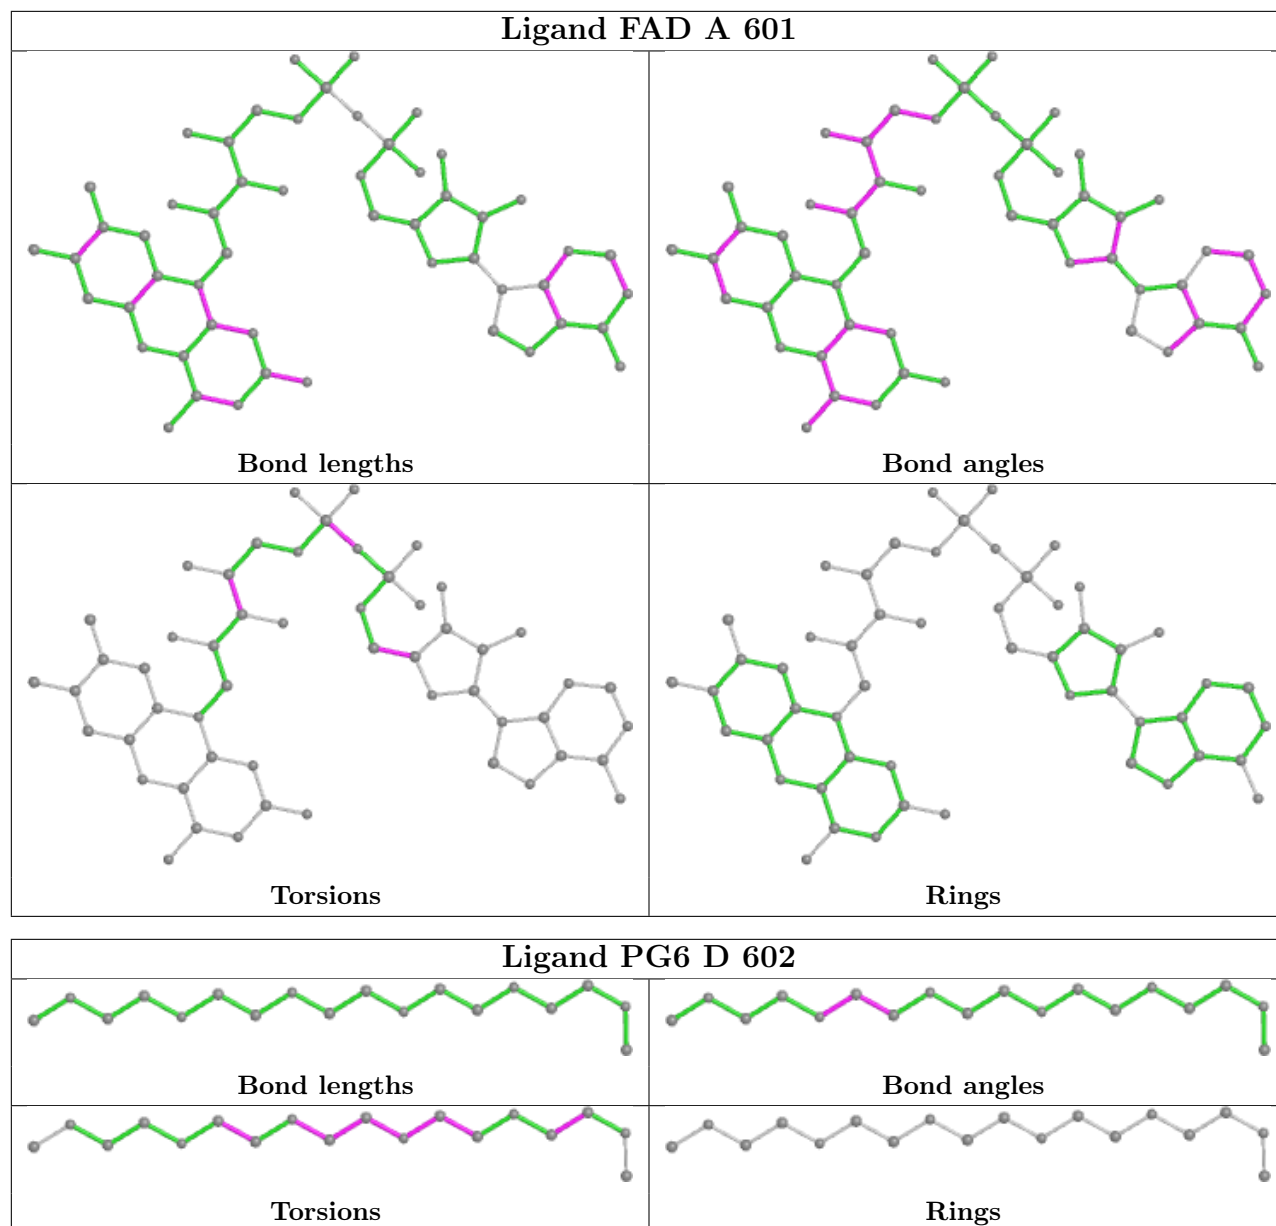 Ligand FAD A 601
Bond lengths
Bond angles
Torsions
Rings
Ligand PG6 D 602
Bond lengths
Bond angles
Torsions
Rings